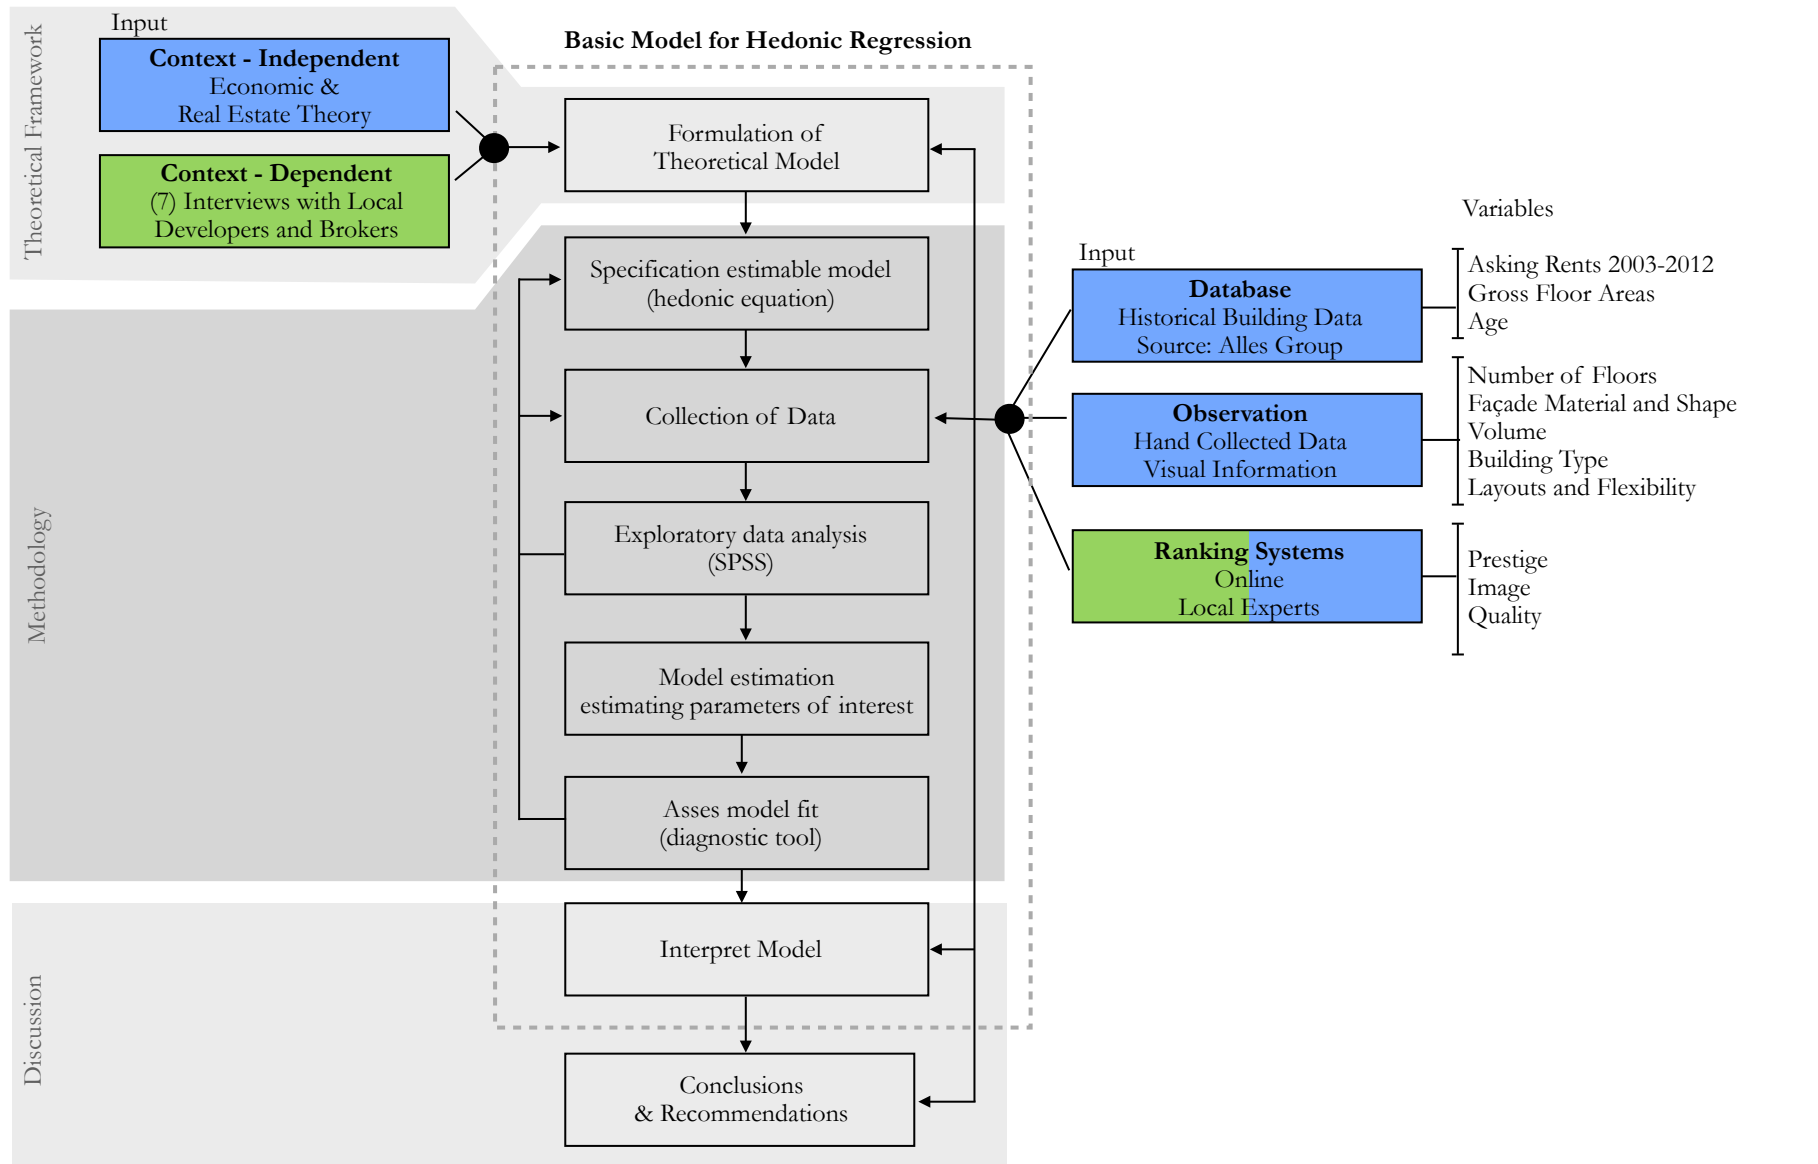 Input
Context - Independent
Economic &
Real Estate Theory
Context - Dependent
(7) Interviews with Local
Developers and Brokers
Theoretical Framework
Basic Model for Hedonic Regression
Formulation of
Theoretical Model
Methodology
Specification estimable model
(hedonic equation)
Collection of Data
Exploratory data analysis
(SPSS)
Model estimation
estimating parameters of interest
Asses model fit
(diagnostic tool)
Discussion
Interpret Model
Conclusions
& Recommendations
Input
Database
Historical Building Data
Source: Alles Group
Observation
Hand Collected Data
Visual Information
Ranking Systems
Online
Local Experts
Variables
Asking Rents 2003-2012
Gross Floor Areas
Age
Number of Floors
Façade Material and Shape
Volume
Building Type
Layouts and Flexibility
Prestige
Image
Quality